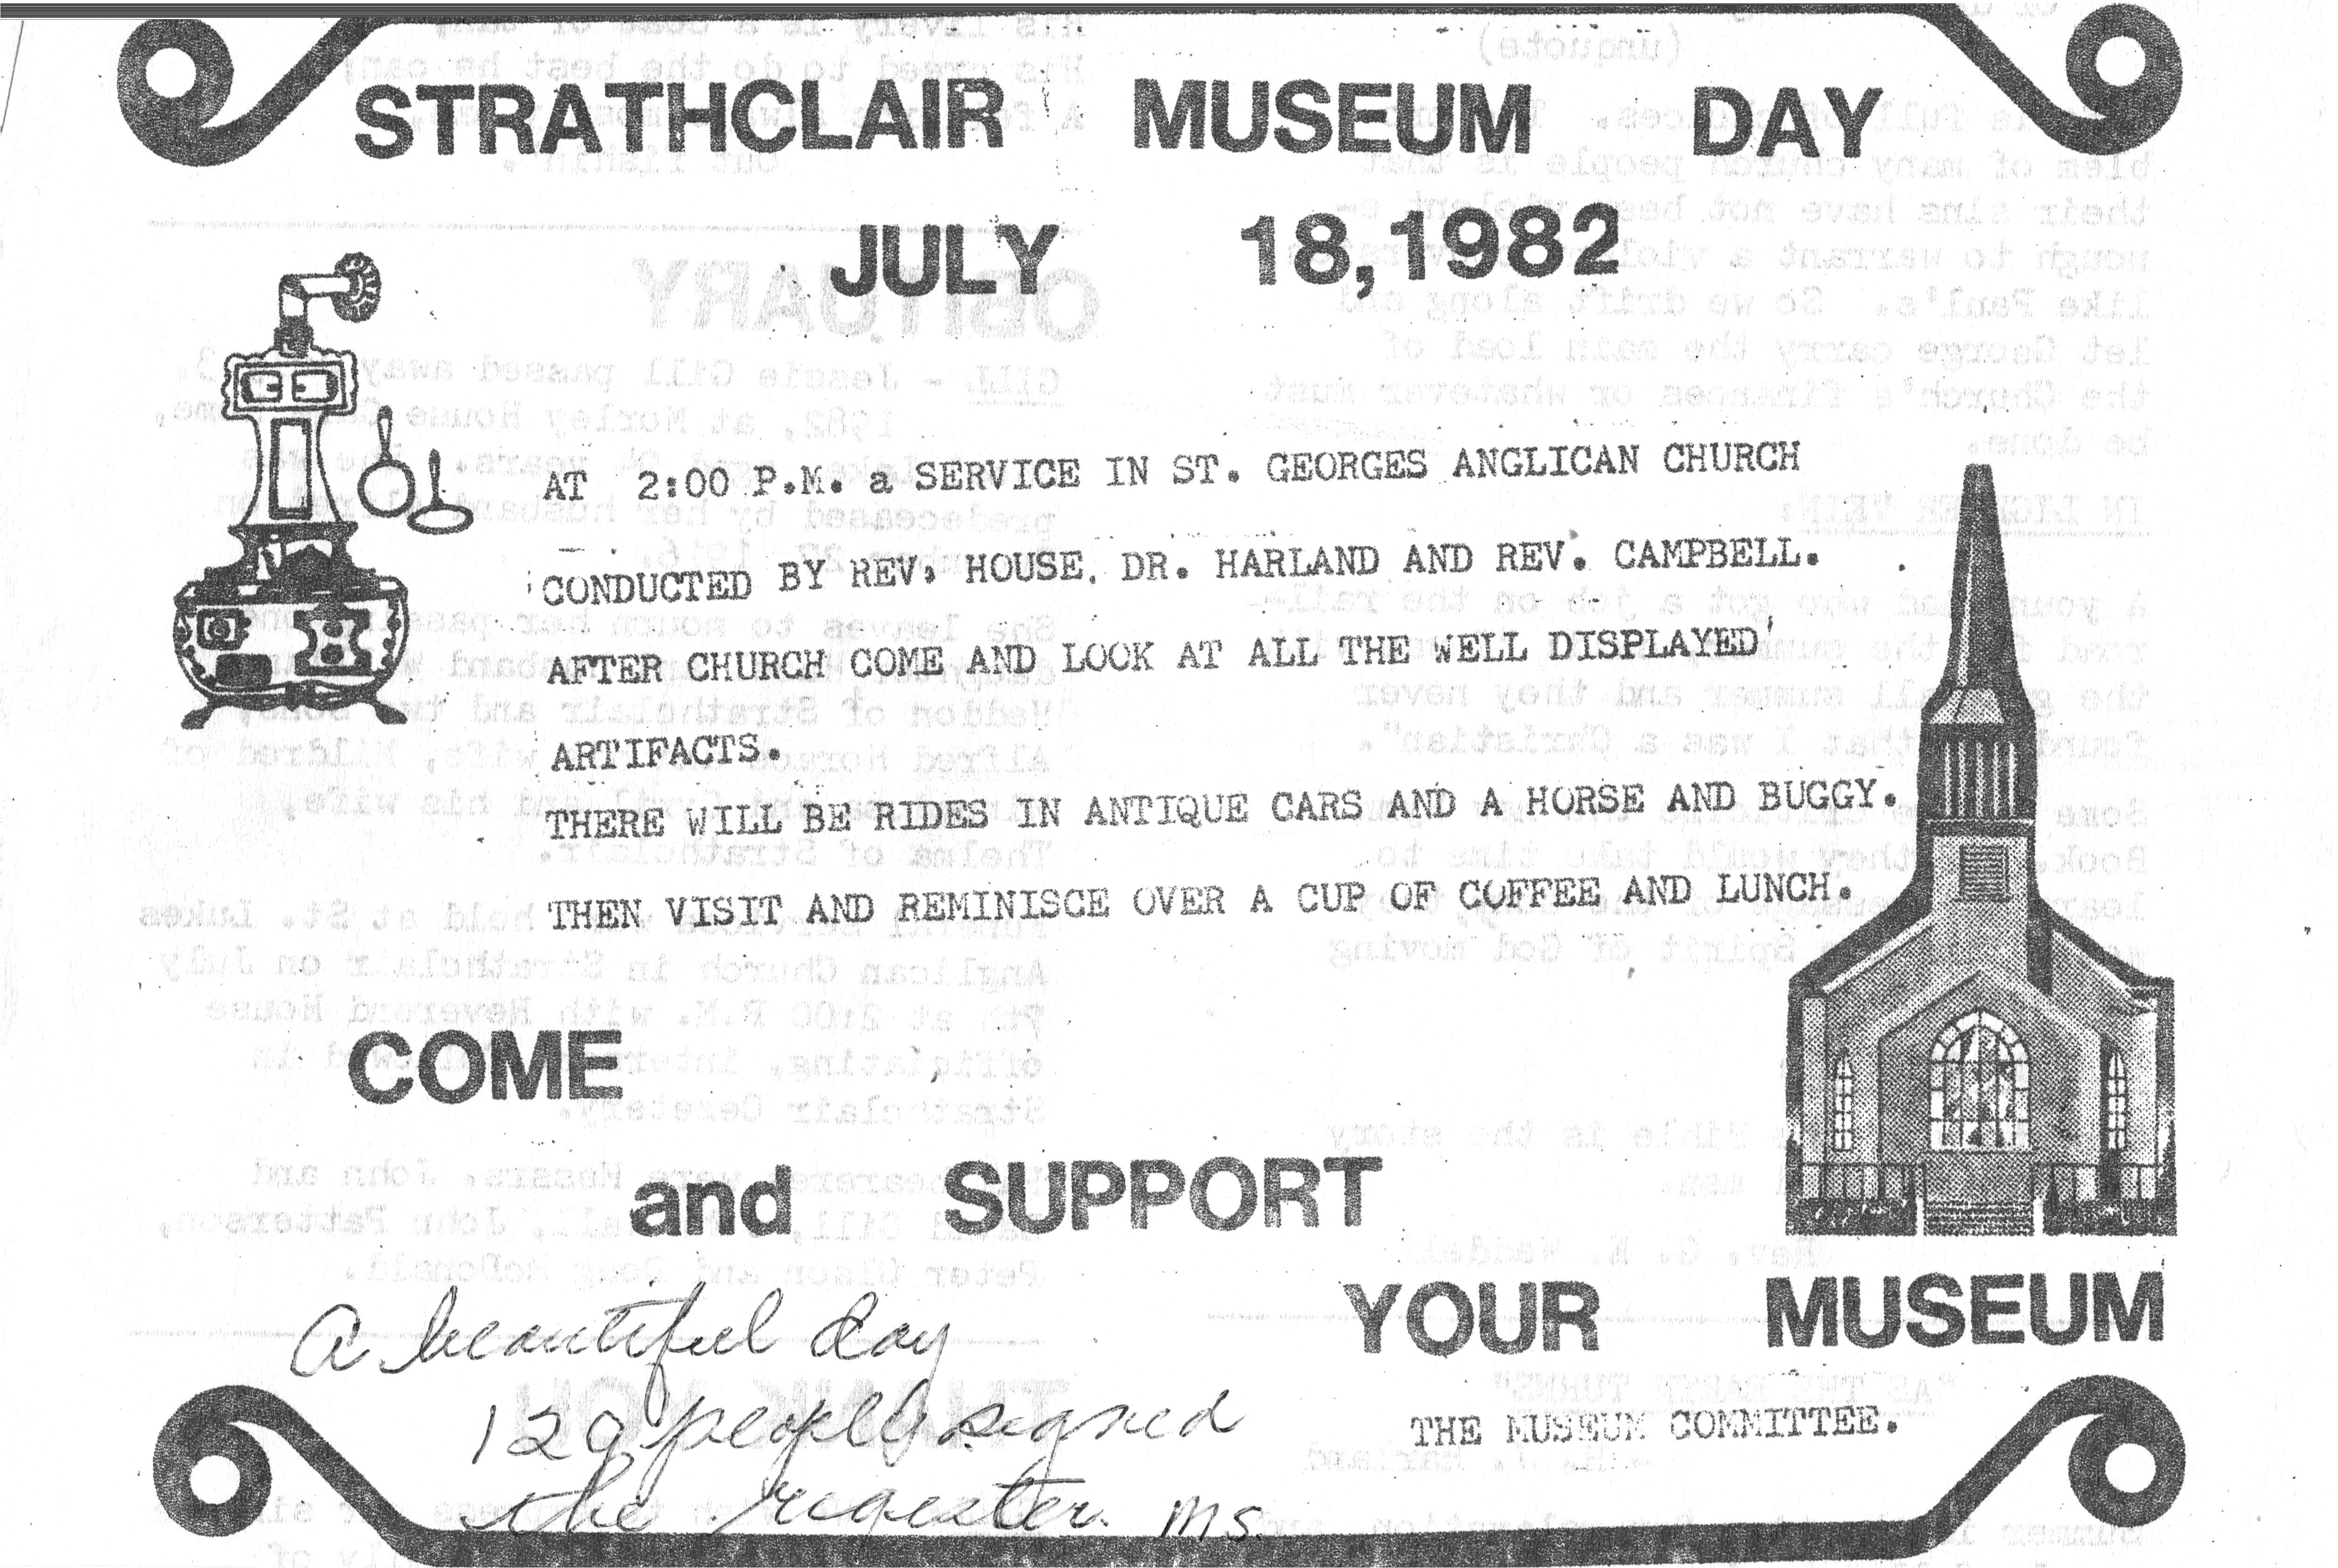 STRATHCLAIR MUSEUM DAY
JULY 18,1982
AT 2:00 P.M. a SERVICE IN ST. GEORGES ANGLICAN CHURCH
CONDUCTED BY REV. HOUSE, DR. HARLAND AND REV. CAMPBELL.
AFTER CHURCH COME AND LOOK AT ALL THE WELL DISPLAYED
ARTIFACTS.
THERE WILL BE RIDES IN ANTIQUE CARS AND A HORSE AND BUGGY.
THEN VISIT AND REMINISCE OVER A CUP OF COFFEE AND LUNCH.
COME
and SUPPORT
YOUR MUSEUM
THE MUSEUM COMMITTEE.
A beautiful day
129 people signed
the register. MS.